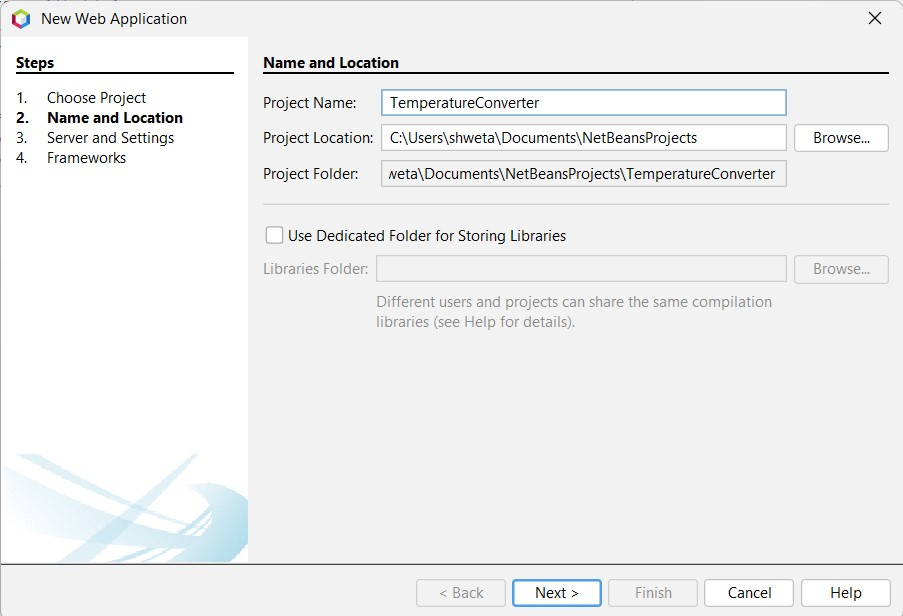 New Web Application
Steps
1. Choose Project
2. Name and Location
3. Server and Settings
4. Frameworks
Name and Location
Project Name: TemperatureConverter
Project Location: C:\Users\shweta\Documents\NetBeansProjects Browse...
Project Folder: weta\Documents\NetBeansProjects\TemperatureConverter
Use Dedicated Folder for Storing Libraries
Libraries Folder: Browse...
Different users and projects can share the same compilation
libraries (see Help for details).
< Back Next > Finish Cancel Help